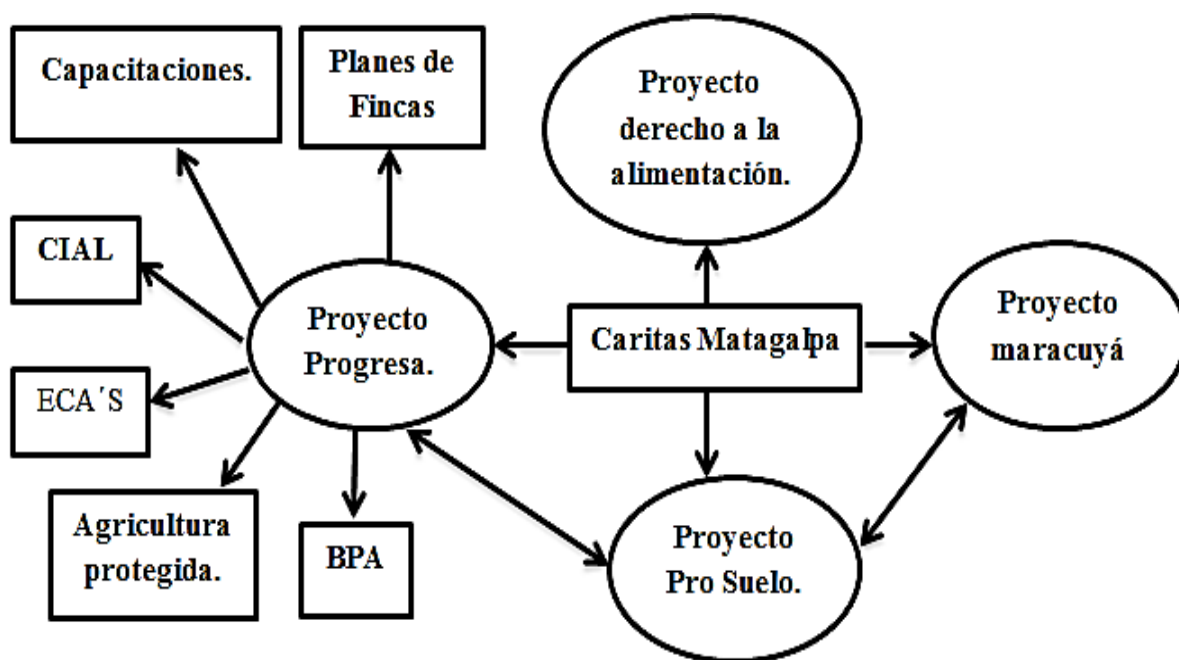 Capacitaciones.
Planes de
Fincas
Proyecto
derecho a la
alimentación.
CIAL
Proyecto
Progresa.
Caritas Matagalpa
Proyecto
maracuyá
ECA´S
Agricultura
protegida.
BPA
Proyecto
Pro Suelo.